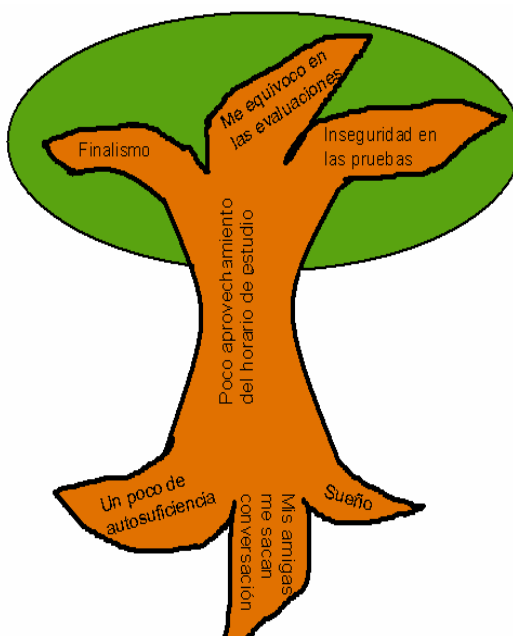 Me equivoco en
las evaluaciones
Finalismo
Inseguridad en
las pruebas
Poco aprovechamiento
del horario de estudio
Un poco de
autosuficiencia
Mis amigas
me sacan
conversación
Sueño